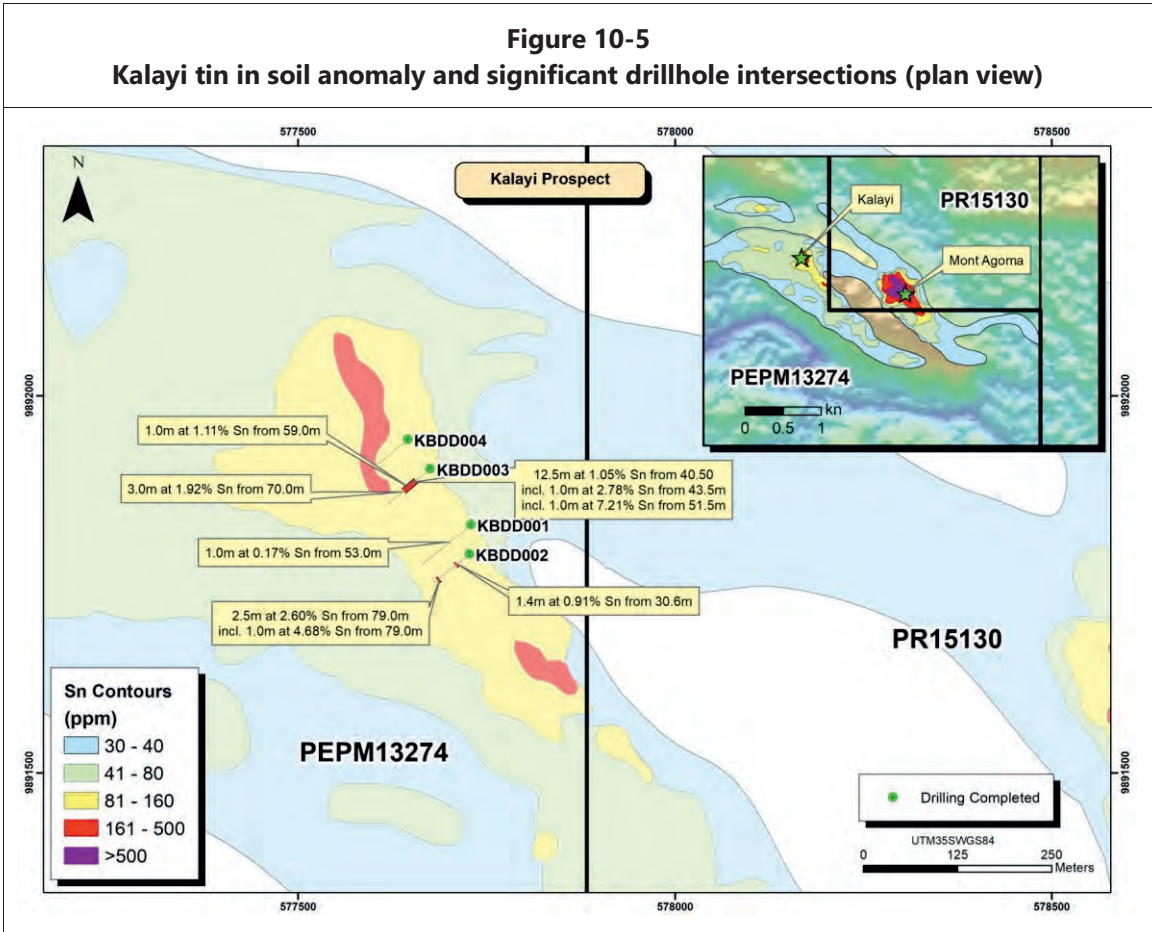 Figure 10-5
Kalayi tin in soil anomaly and significant drillhole intersections (plan view)
577500
578000
578500
N
Kalayi Prospect
PR15130
Kalayi
Mont Agoma
PEPM13274
kn
0 0.5 1
9892000
9892000
1.0m at 1.11% Sn from 59.0m
KBDD004
KBDD003
12.5m at 1.05% Sn from 40.50
incl. 1.0m at 2.78% Sn from 43.5m
incl. 1.0m at 7.21% Sn from 51.5m
3.0m at 1.92% Sn from 70.0m
KBDD001
1.0m at 0.17% Sn from 53.0m
KBDD002
1.4m at 0.91% Sn from 30.6m
2.5m at 2.60% Sn from 79.0m
incl. 1.0m at 4.68% Sn from 79.0m
PR15130
PEPM13274
Sn Contours
(ppm)
30 - 40
41 - 80
81 - 160
161 - 500
>500
9891500
9891500
Drilling Completed
UTM35SWGS84
0 125 250
Meters
577500
578000
578500